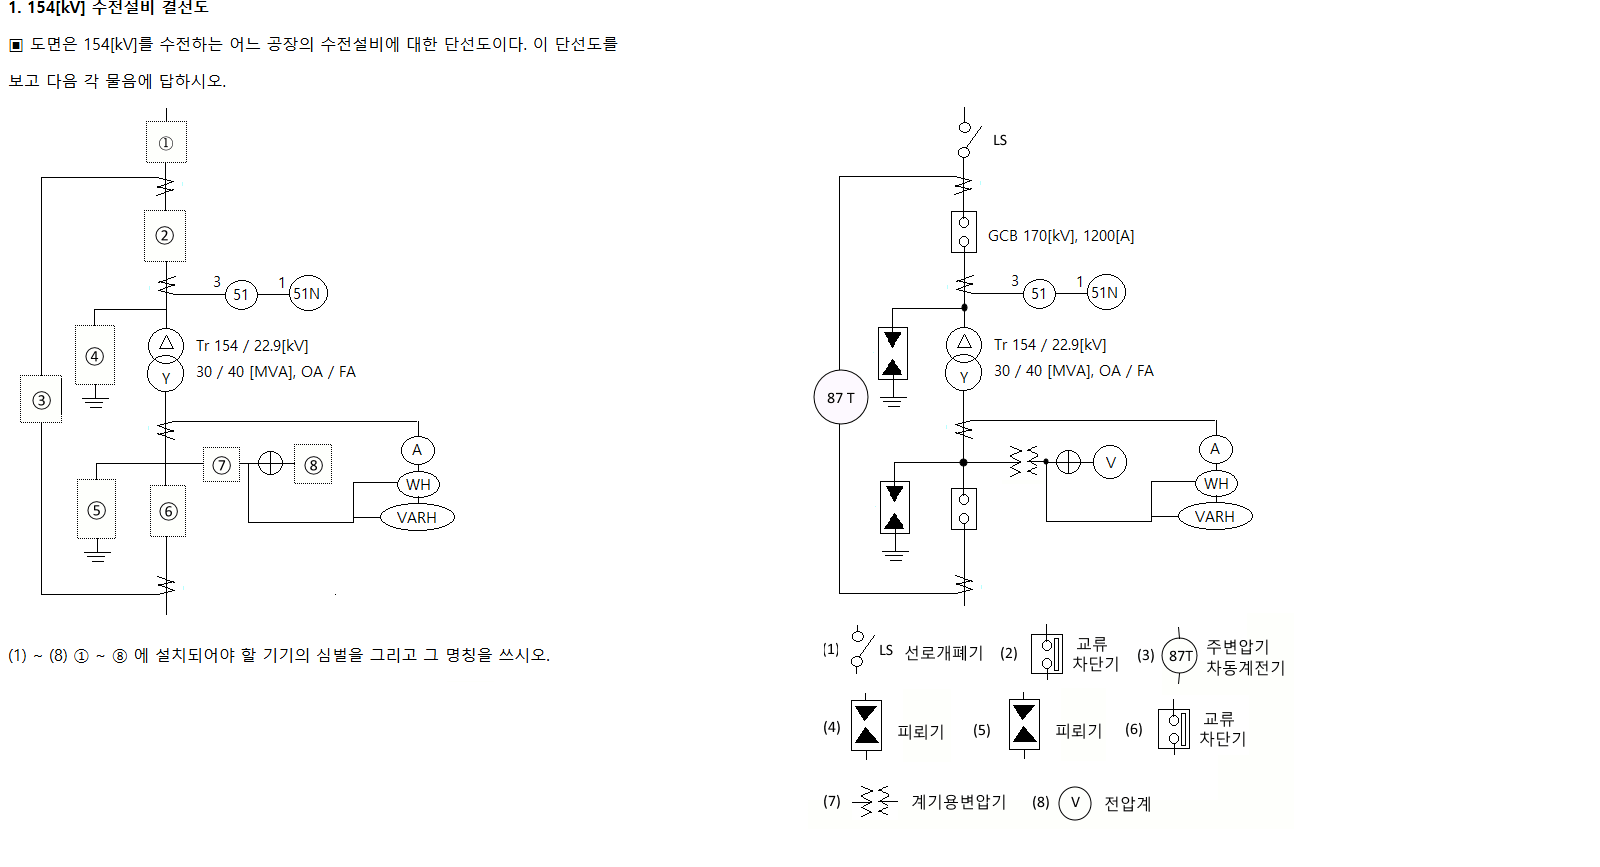 1. 154[kV] 수전설비 결선도
▣ 도면은 154[kV]를 수전하는 어느 공장의 수전설비에 대한 단선도이다. 이 단선도를
보고 다음 각 물음에 답하시오.
①
②
3
51
1
51N
④
△
Tr 154 / 22.9[kV]
Y
30 / 40 [MVA], OA / FA
③
⑦
⑧
A
WH
VARH
⑤
⑥
(1) ~ (8) ① ~ ⑧ 에 설치되어야 할 기기의 심벌을 그리고 그 명칭을 쓰시오.
LS
GCB 170[kV], 1200[A]
3
51
1
51N
△
Tr 154 / 22.9[kV]
Y
30 / 40 [MVA], OA / FA
87 T
V
A
WH
VARH
(1) LS 선로개폐기
(2) 교류
차단기
(3) 87T 주변압기
차동계전기
(4) 피뢰기
(5) 피뢰기
(6) 교류
차단기
(7) 계기용변압기
(8) V 전압계